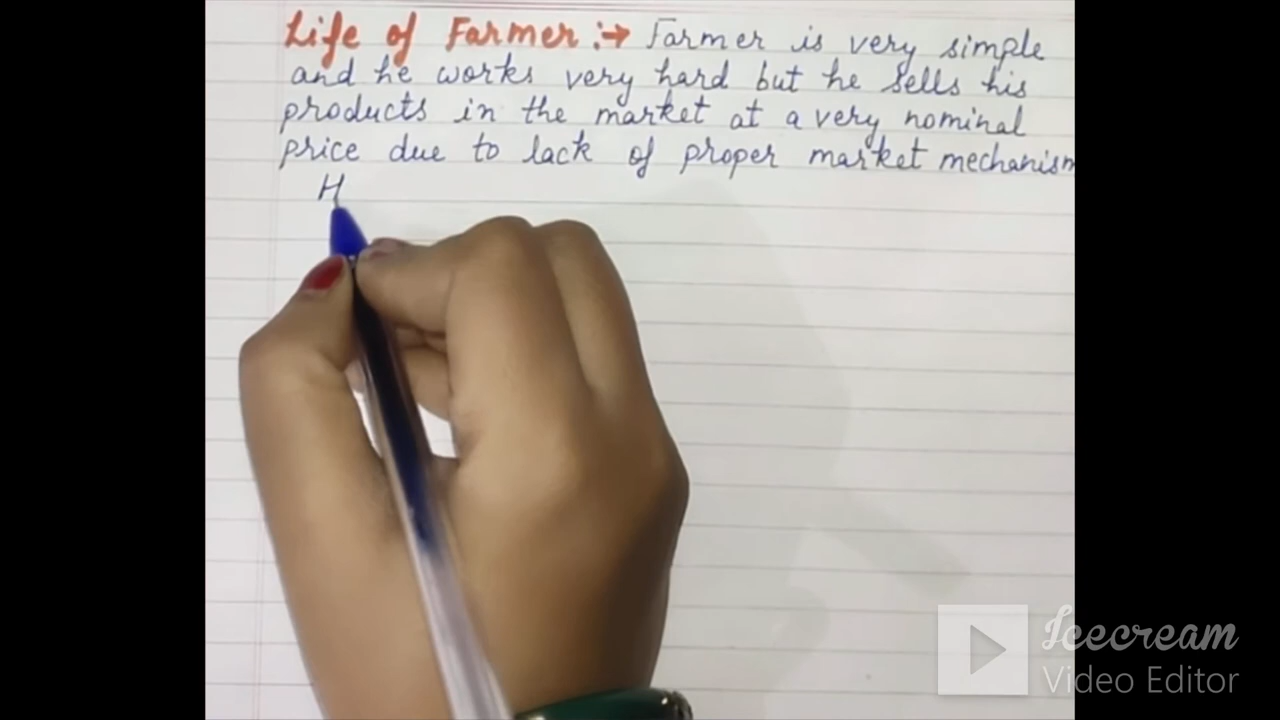 Life of Farmer :→ Farmer is very simple
and he works very hard but he sells his
products in the market at a very nominal
price due to lack of proper market mechanism
H
Icecream
Video Editor